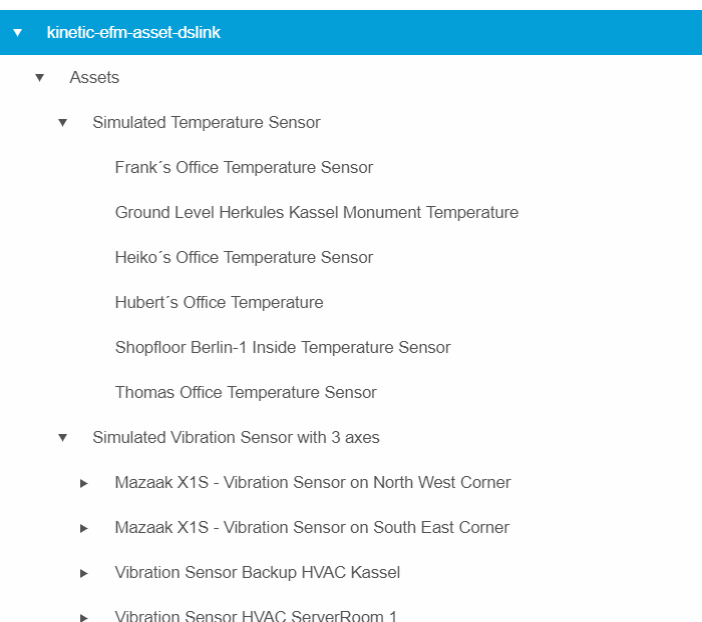 kinetic-efm-asset-dslink
Assets
Simulated Temperature Sensor
Frank´s Office Temperature Sensor
Ground Level Herkules Kassel Monument Temperature
Heiko´s Office Temperature Sensor
Hubert´s Office Temperature
Shopfloor Berlin-1 Inside Temperature Sensor
Thomas Office Temperature Sensor
Simulated Vibration Sensor with 3 axes
Mazaak X1S - Vibration Sensor on North West Corner
Mazaak X1S - Vibration Sensor on South East Corner
Vibration Sensor Backup HVAC Kassel
Vibration Sensor HVAC ServerRoom 1